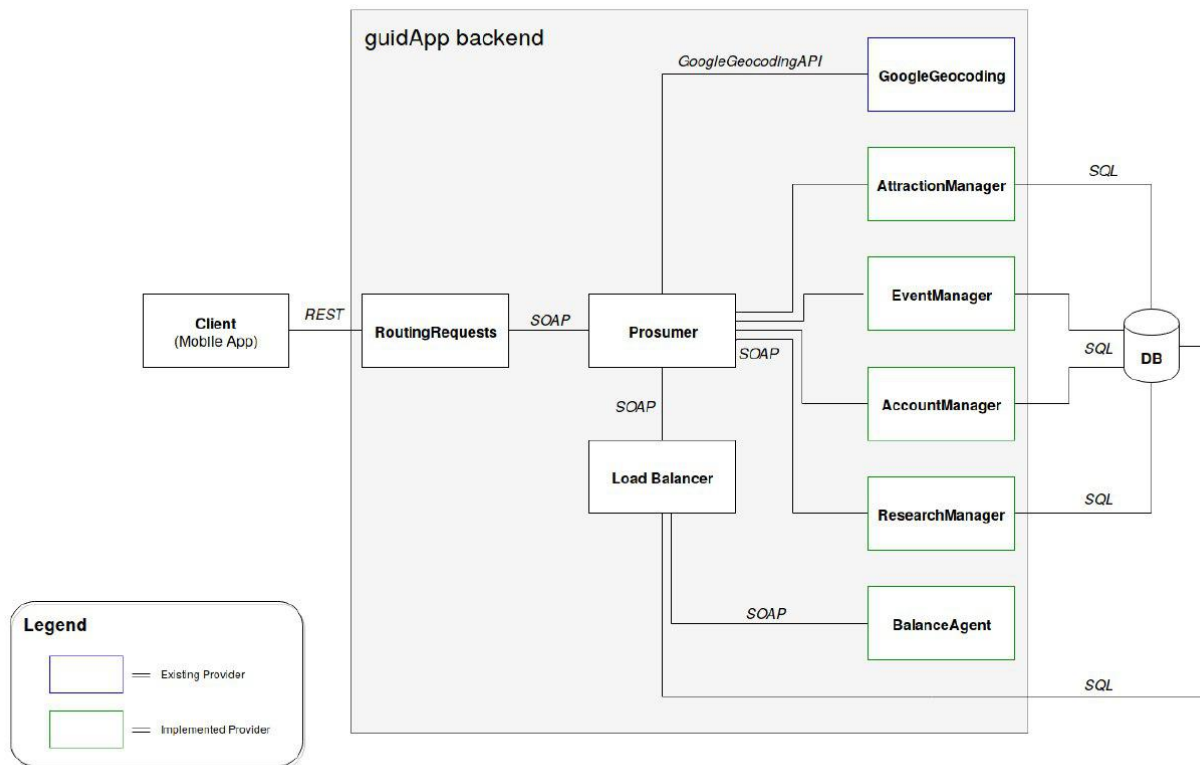 guidApp backend
GoogleGeocodingAPI
GoogleGeocoding
AttractionManager
SQL
EventManager
Client
(Mobile App)
REST
RoutingRequests
SOAP
Prosumer
SOAP
SQL
DB
AccountManager
SOAP
Load Balancer
ResearchManager
SQL
SOAP
BalanceAgent
SQL
Legend
Existing Provider
Implemented Provider